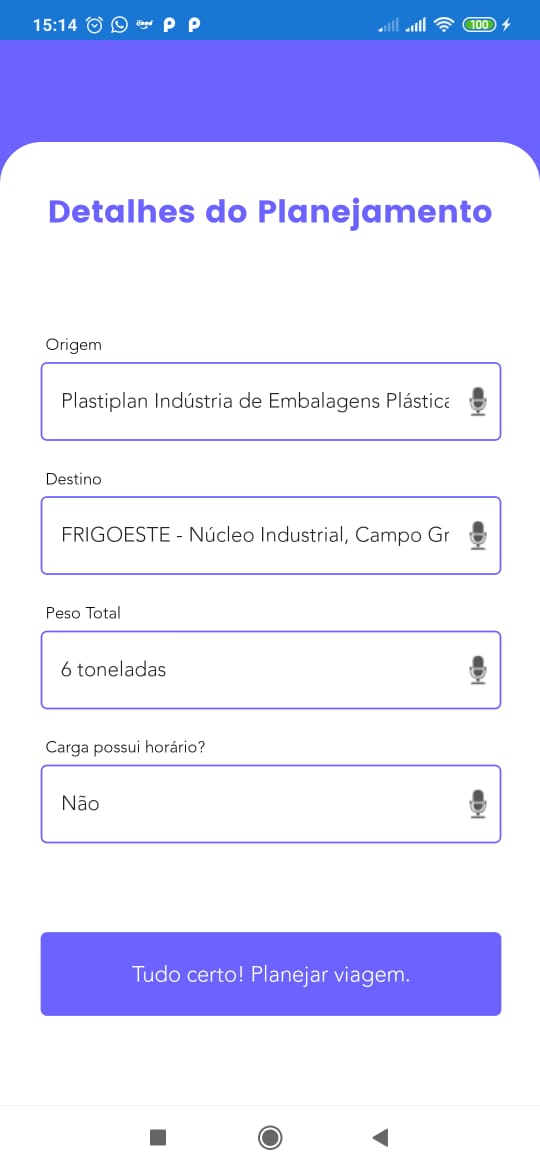 15:14
100
Detalhes do Planejamento
Origem
Plastiplan Indústria de Embalagens Plástica
Destino
FRIGOESTE - Núcleo Industrial, Campo Gr
Peso Total
6 toneladas
Carga possui horário?
Não
Tudo certo! Planejar viagem.